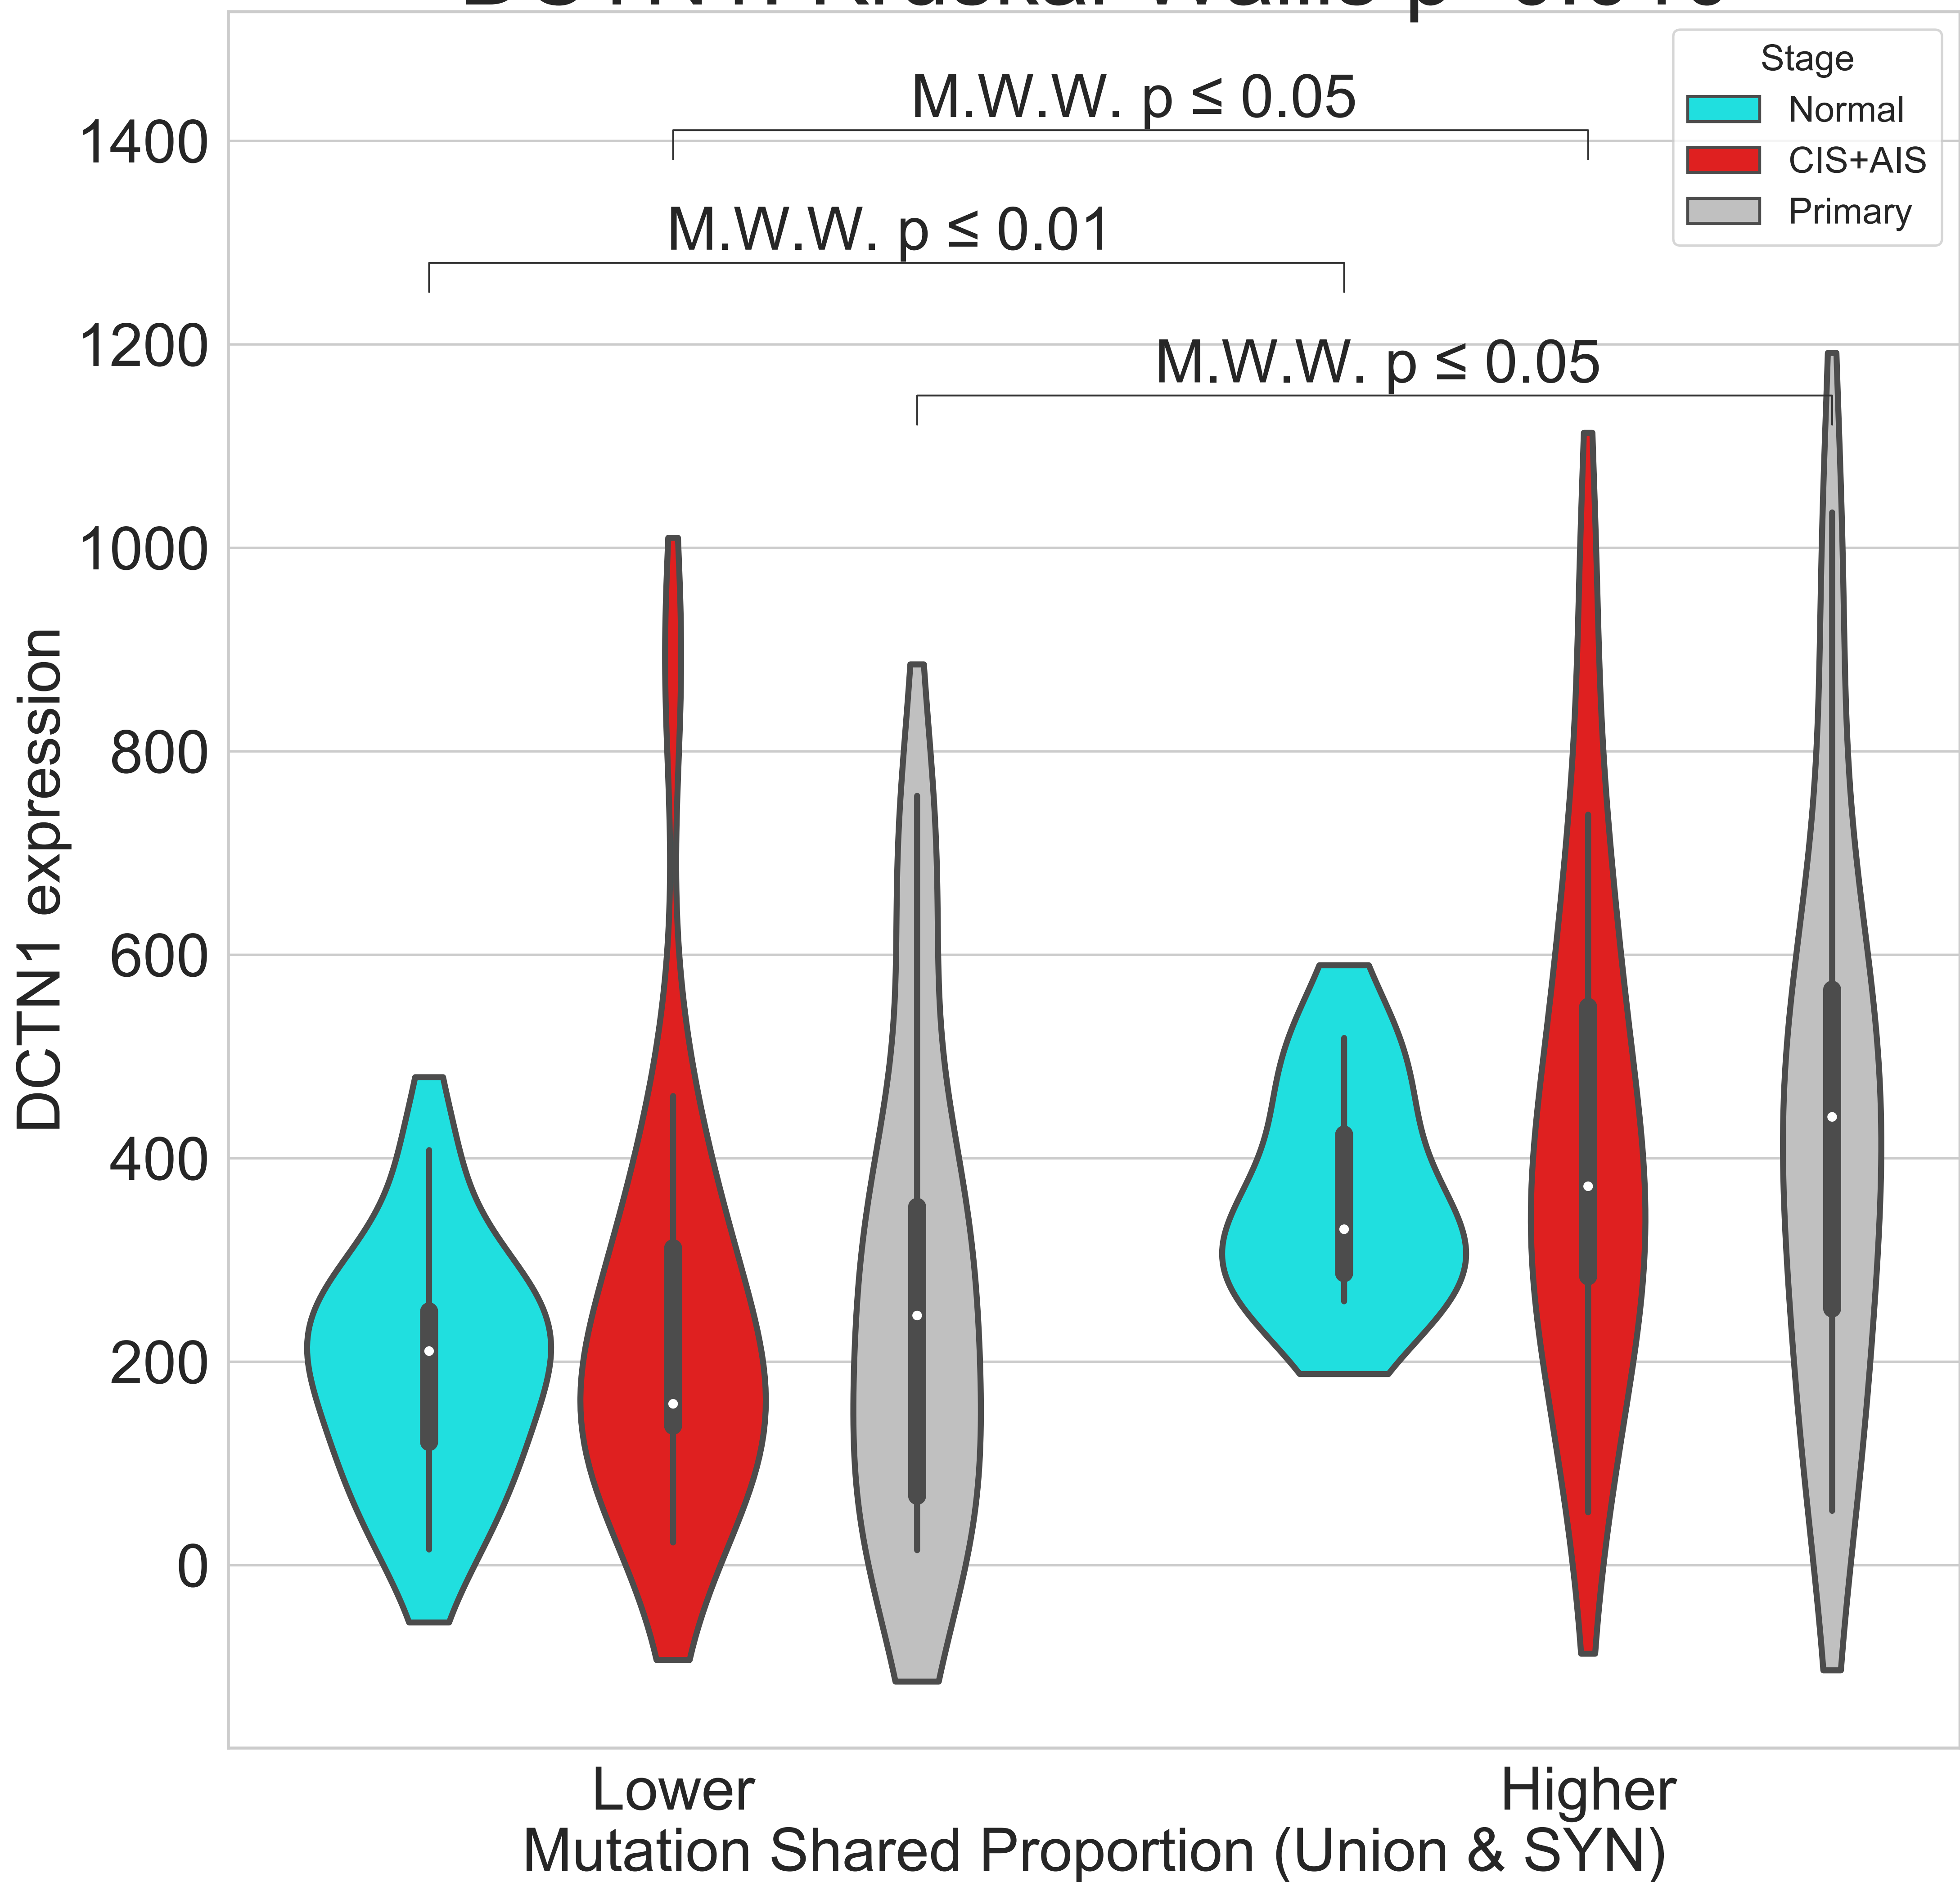 Stage
Normal
CIS+AIS
Primary
M.W.W. p ≤ 0.05
M.W.W. p ≤ 0.01
M.W.W. p ≤ 0.05
1400
1200
1000
800
600
400
200
0
DCTN1 expression
Lower
Higher
Mutation Shared Proportion (Union & SYN)